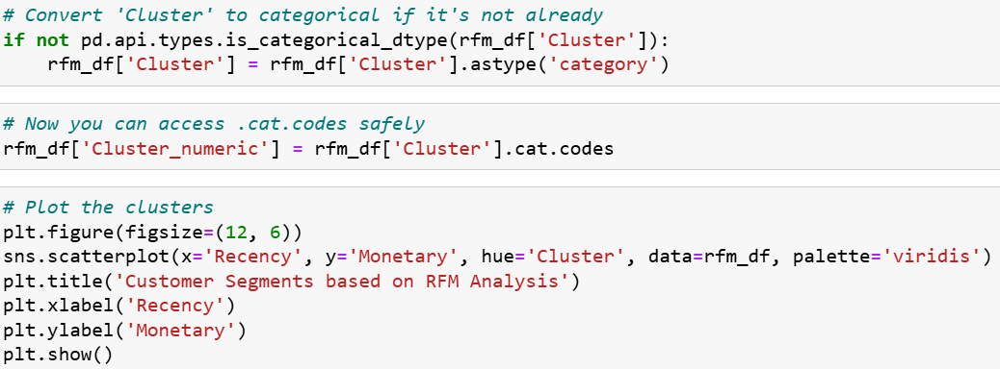 # Convert 'Cluster' to categorical if it's not already
if not pd.api.types.is_categorical_dtype(rfm_df['Cluster']):
    rfm_df['Cluster'] = rfm_df['Cluster'].astype('category')
# Now you can access .cat.codes safely
rfm_df['Cluster_numeric'] = rfm_df['Cluster'].cat.codes
# Plot the clusters
plt.figure(figsize=(12, 6))
sns.scatterplot(x='Recency', y='Monetary', hue='Cluster', data=rfm_df, palette='viridis')
plt.title('Customer Segments based on RFM Analysis')
plt.xlabel('Recency')
plt.ylabel('Monetary')
plt.show()